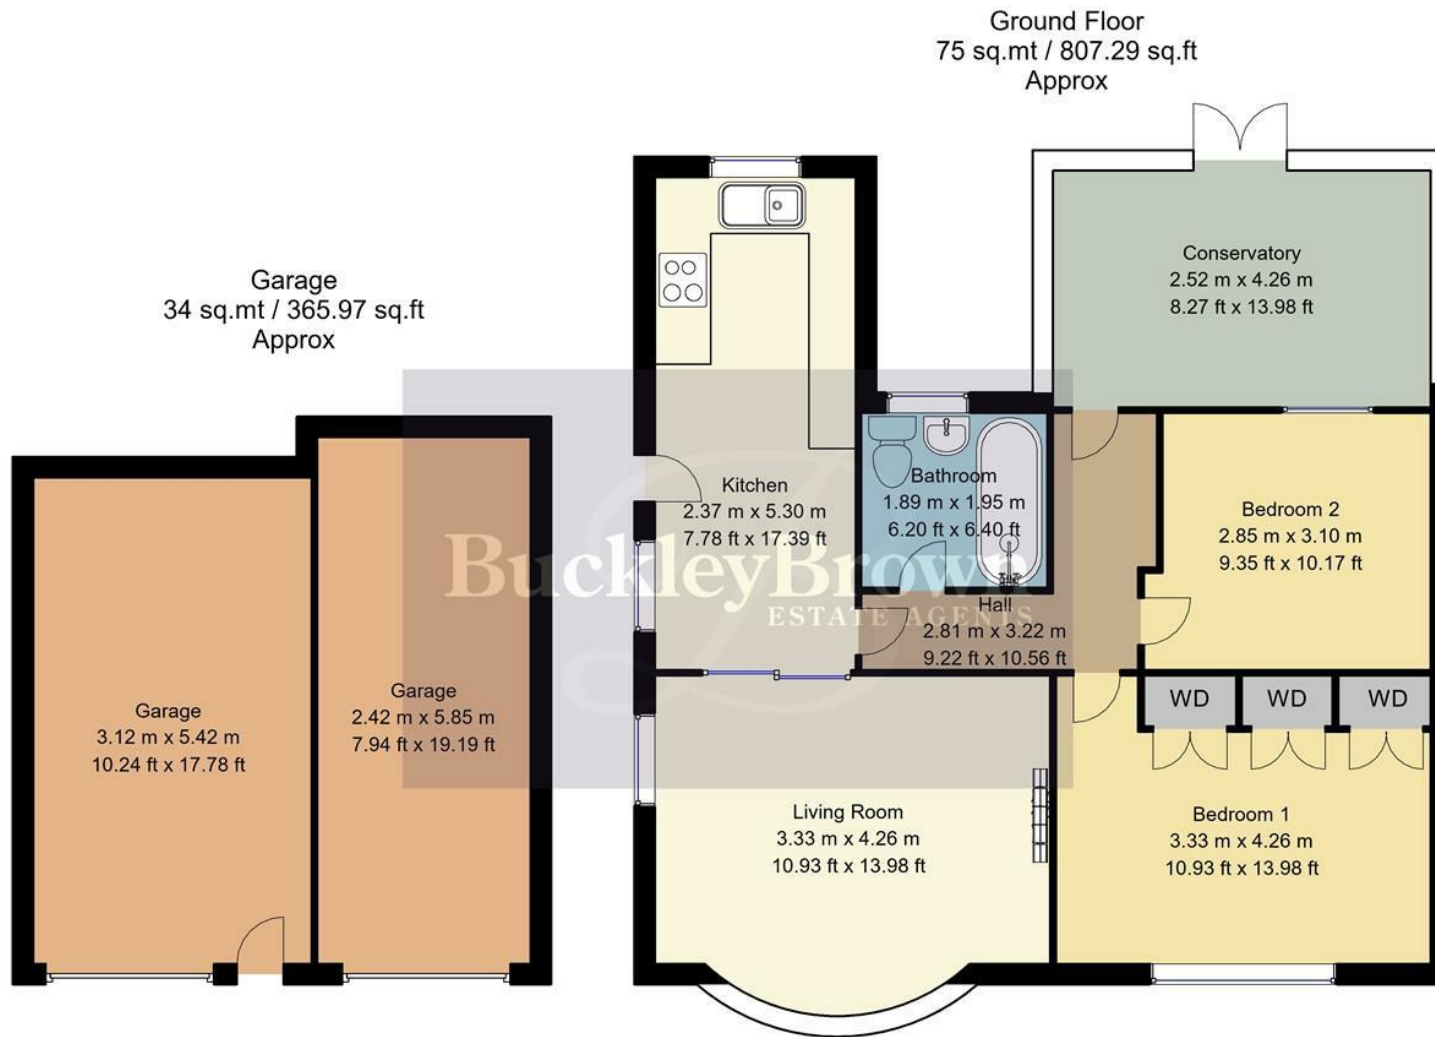 Ground Floor
75 sq.mt / 807.29 sq.ft
Approx
Garage
34 sq.mt / 365.97 sq.ft
Approx
Conservatory
2.52 m x 4.26 m
8.27 ft x 13.98 ft
Kitchen
2.37 m x 5.30 m
7.78 ft x 17.39 ft
Bathroom
1.89 m x 1.95 m
6.20 ft x 6.40 ft
Bedroom 2
2.85 m x 3.10 m
9.35 ft x 10.17 ft
BuckleyBrown
ESTATE AGENTS
Hall
2.81 m x 3.22 m
9.22 ft x 10.56 ft
Garage
3.12 m x 5.42 m
10.24 ft x 17.78 ft
Garage
2.42 m x 5.85 m
7.94 ft x 19.19 ft
WD
WD
WD
Living Room
3.33 m x 4.26 m
10.93 ft x 13.98 ft
Bedroom 1
3.33 m x 4.26 m
10.93 ft x 13.98 ft